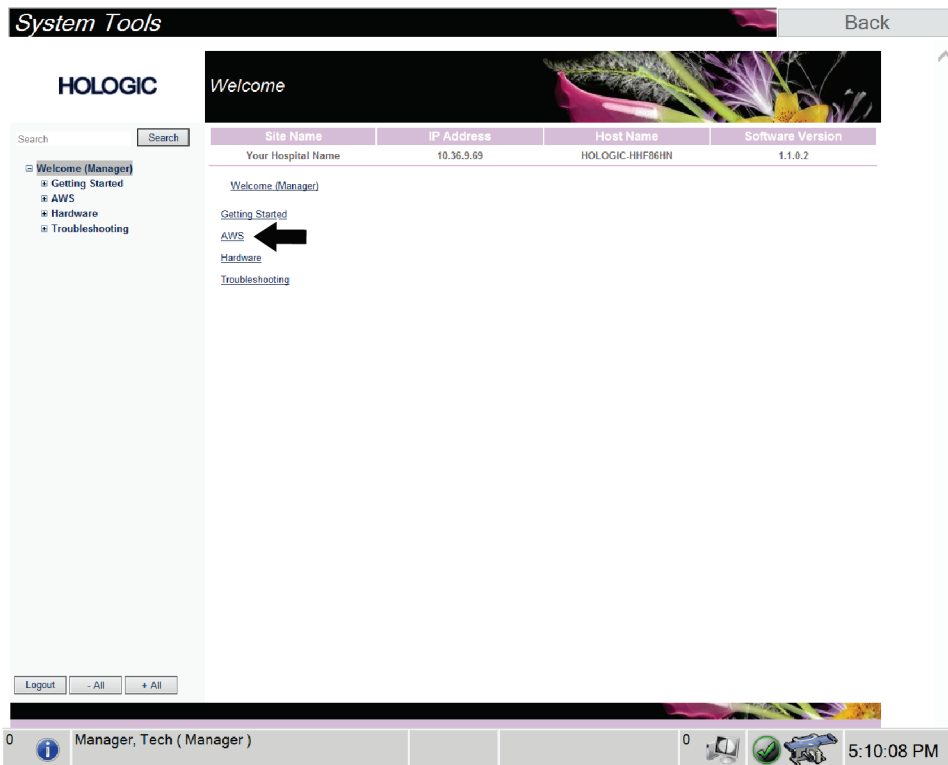 System Tools
Back
HOLOGIC
Welcome
Search
Search
Site Name IP Address Host Name Software Version
Your Hospital Name 10.36.9.69 HOLOGIC-HHF86HN 1.1.0.2
Welcome (Manager)
Getting Started
AWS
Hardware
Troubleshooting
Welcome (Manager)
Getting Started
AWS
Hardware
Troubleshooting
Logout - All + All
0 Manager, Tech ( Manager ) 0 5:10:08 PM